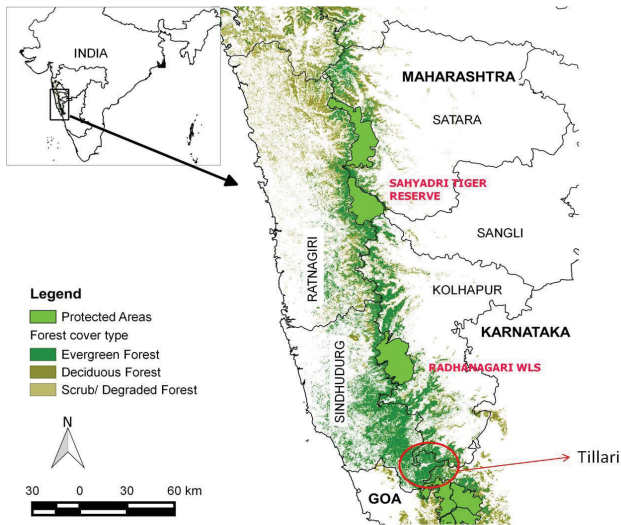 INDIA
MAHARASHTRA
SATARA
SAHYADRI TIGER
RESERVE
SANGLI
RATNAGIRI
KOLHAPUR
KARNATAKA
RADHANAGARI WLS
SINDHUDURG
Legend
Protected Areas
Forest cover type
Evergreen Forest
Deciduous Forest
Scrub/ Degraded Forest
N
30 0 30 60 km
GOA
Tillari